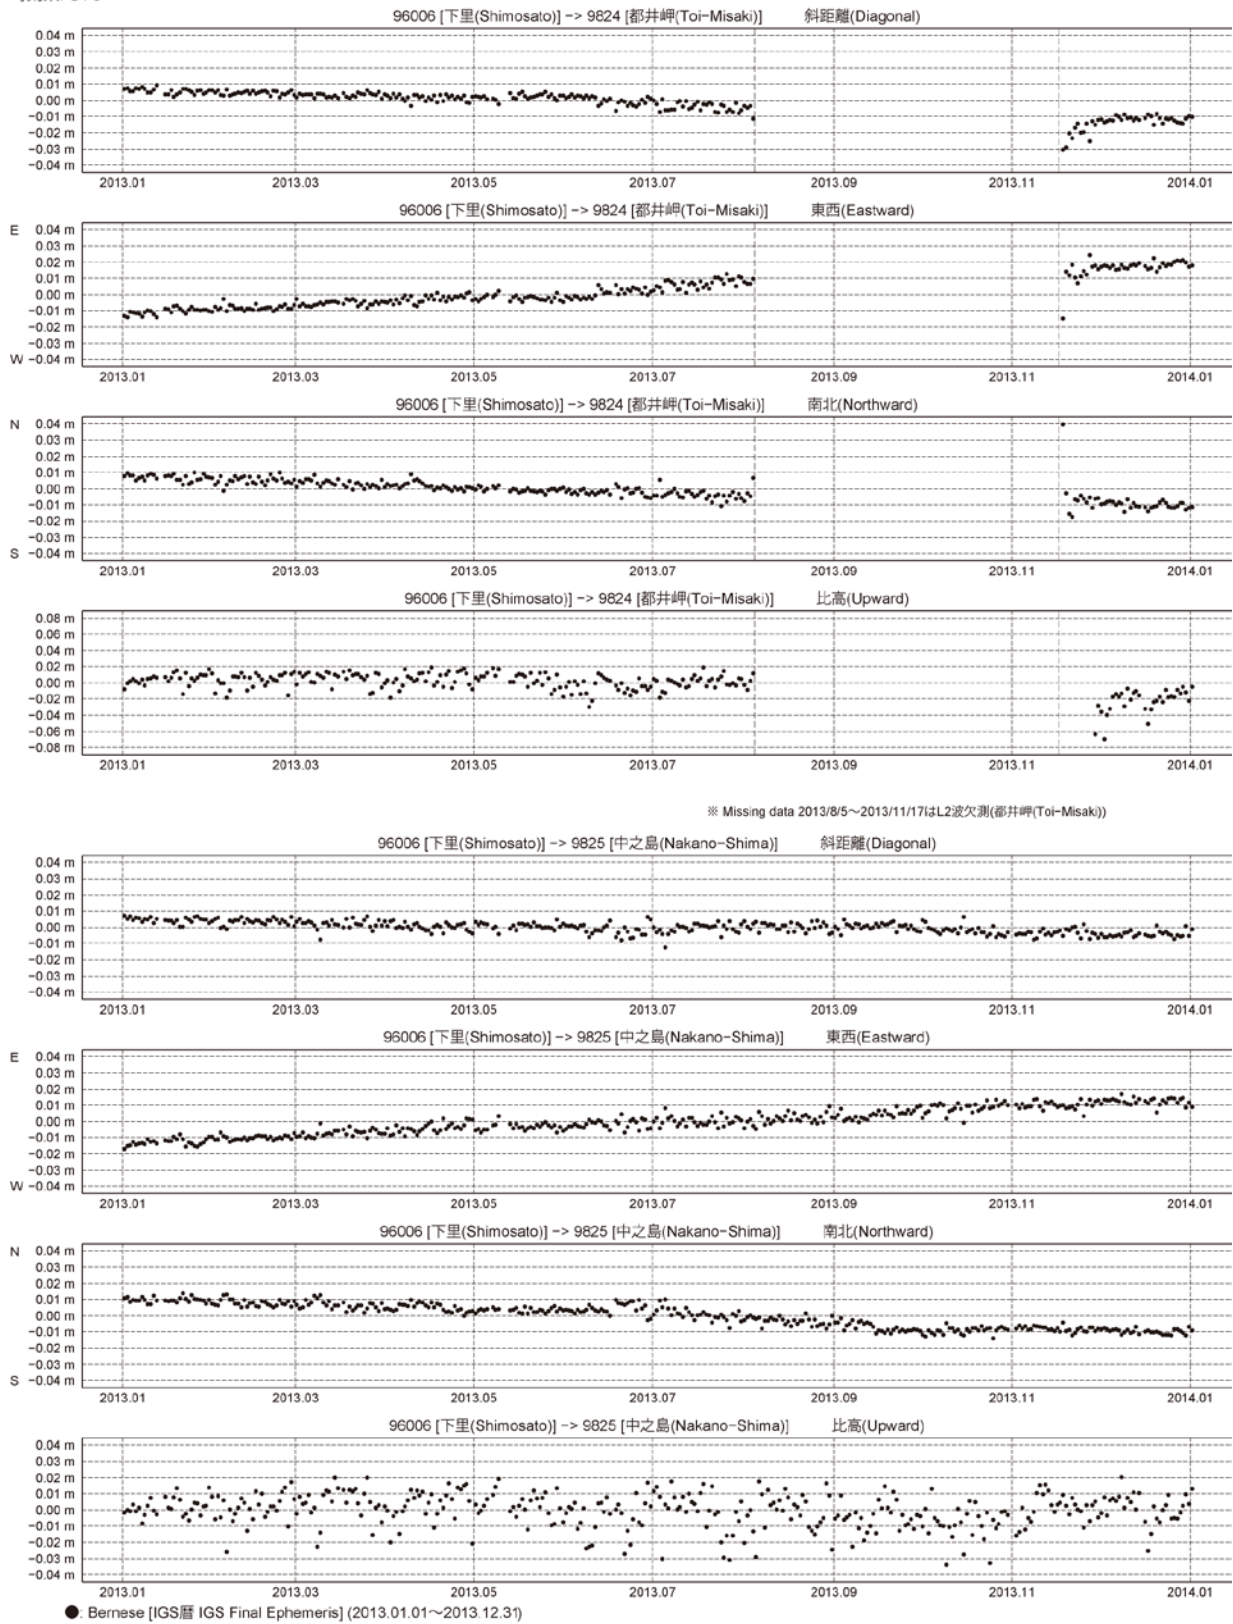 96006 [下里(Shimosato)] -> 9824 [都井岬(Toi-Misaki)] 斜距離(Diagonal)
0.04 m
0.03 m
0.02 m
0.01 m
0.00 m
-0.01 m
-0.02 m
-0.03 m
-0.04 m
2013.01 2013.03 2013.05 2013.07 2013.09 2013.11 2014.01
96006 [下里(Shimosato)] -> 9824 [都井岬(Toi-Misaki)] 東西(Eastward)
E 0.04 m
0.03 m
0.02 m
0.01 m
0.00 m
-0.01 m
-0.02 m
-0.03 m
W -0.04 m
2013.01 2013.03 2013.05 2013.07 2013.09 2013.11 2014.01
96006 [下里(Shimosato)] -> 9824 [都井岬(Toi-Misaki)] 南北(Northward)
N 0.04 m
0.03 m
0.02 m
0.01 m
0.00 m
-0.01 m
-0.02 m
-0.03 m
S -0.04 m
2013.01 2013.03 2013.05 2013.07 2013.09 2013.11 2014.01
96006 [下里(Shimosato)] -> 9824 [都井岬(Toi-Misaki)] 比高(Upward)
0.08 m
0.06 m
0.04 m
0.02 m
0.00 m
-0.02 m
-0.04 m
-0.06 m
-0.08 m
2013.01 2013.03 2013.05 2013.07 2013.09 2013.11 2014.01
※ Missing data 2013/8/5～2013/11/17はL2波欠測(都井岬(Toi-Misaki))
96006 [下里(Shimosato)] -> 9825 [中之島(Nakano-Shima)] 斜距離(Diagonal)
0.04 m
0.03 m
0.02 m
0.01 m
0.00 m
-0.01 m
-0.02 m
-0.03 m
-0.04 m
2013.01 2013.03 2013.05 2013.07 2013.09 2013.11 2014.01
96006 [下里(Shimosato)] -> 9825 [中之島(Nakano-Shima)] 東西(Eastward)
E 0.04 m
0.03 m
0.02 m
0.01 m
0.00 m
-0.01 m
-0.02 m
-0.03 m
W -0.04 m
2013.01 2013.03 2013.05 2013.07 2013.09 2013.11 2014.01
96006 [下里(Shimosato)] -> 9825 [中之島(Nakano-Shima)] 南北(Northward)
N 0.04 m
0.03 m
0.02 m
0.01 m
0.00 m
-0.01 m
-0.02 m
-0.03 m
S -0.04 m
2013.01 2013.03 2013.05 2013.07 2013.09 2013.11 2014.01
96006 [下里(Shimosato)] -> 9825 [中之島(Nakano-Shima)] 比高(Upward)
0.04 m
0.03 m
0.02 m
0.01 m
0.00 m
-0.01 m
-0.02 m
-0.03 m
-0.04 m
2013.01 2013.03 2013.05 2013.07 2013.09 2013.11 2014.01
●: Bernese [IGS暦 IGS Final Ephemeris] (2013.01.01～2013.12.31)